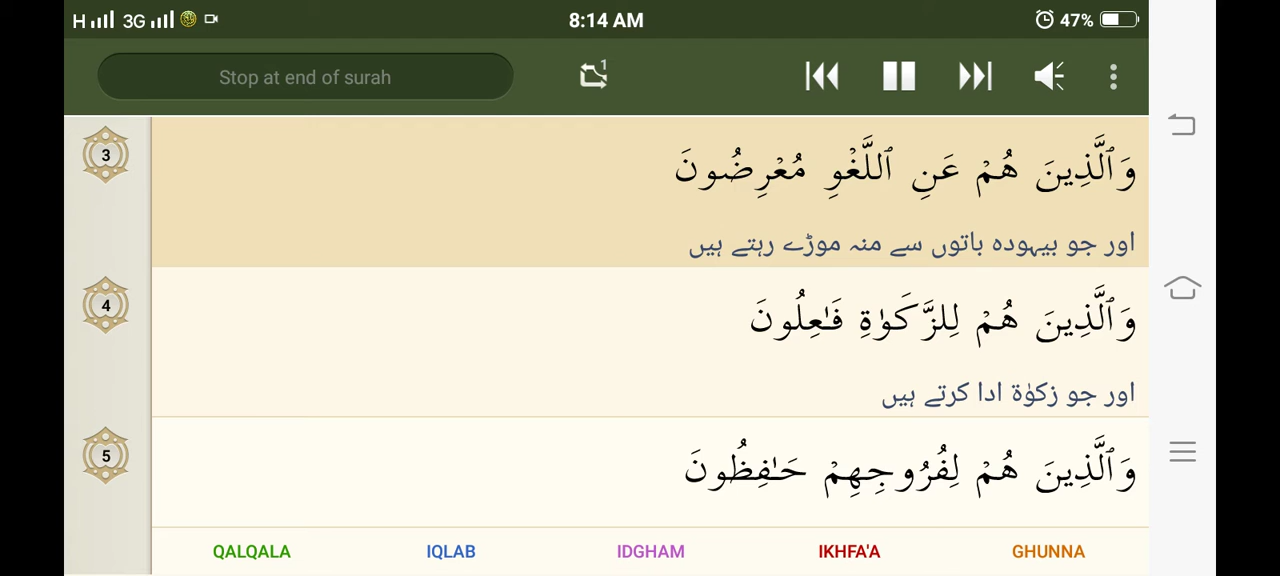 H 3G 8:14 AM 47%
Stop at end of surah 1
3
وَٱلَّذِينَ هُمْ عَنِ ٱللَّغْوِ مُعْرِضُونَ
اور جو بیہودہ باتوں سے منہ موڑے رہتے ہیں
4
وَٱلَّذِينَ هُمْ لِلزَّكَوٰةِ فَـٰعِلُونَ
اور جو زکوٰۃ ادا کرتے ہیں
5
وَٱلَّذِينَ هُمْ لِفُرُوجِهِمْ حَـٰفِظُونَ
QALQALA IQLAB IDGHAM IKHFA'A GHUNNA